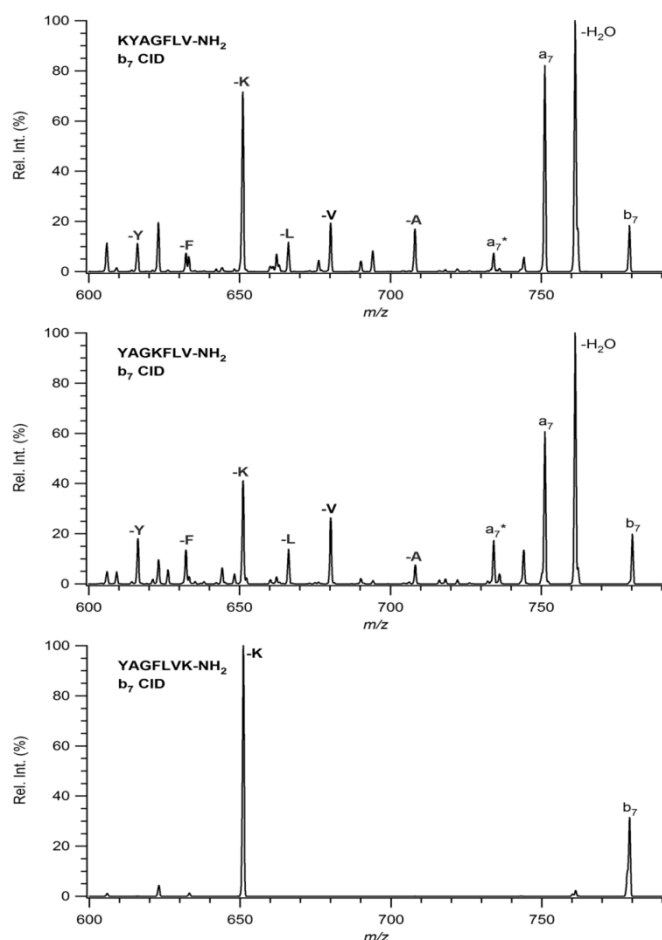 KYAGFLV-NH2
b7 CID
Rel. Int. (%)
100
80
60
40
20
0
-Y
-F
-K
-L
-V
-A
a7*
a7
-H2O
b7
600
650
700
750
m/z
YAGKFLV-NH2
b7 CID
Rel. Int. (%)
100
80
60
40
20
0
-Y
-F
-K
-L
-V
-A
a7*
a7
-H2O
b7
600
650
700
750
m/z
YAGFLVK-NH2
b7 CID
Rel. Int. (%)
100
80
60
40
20
0
-K
b7
600
650
700
750
m/z